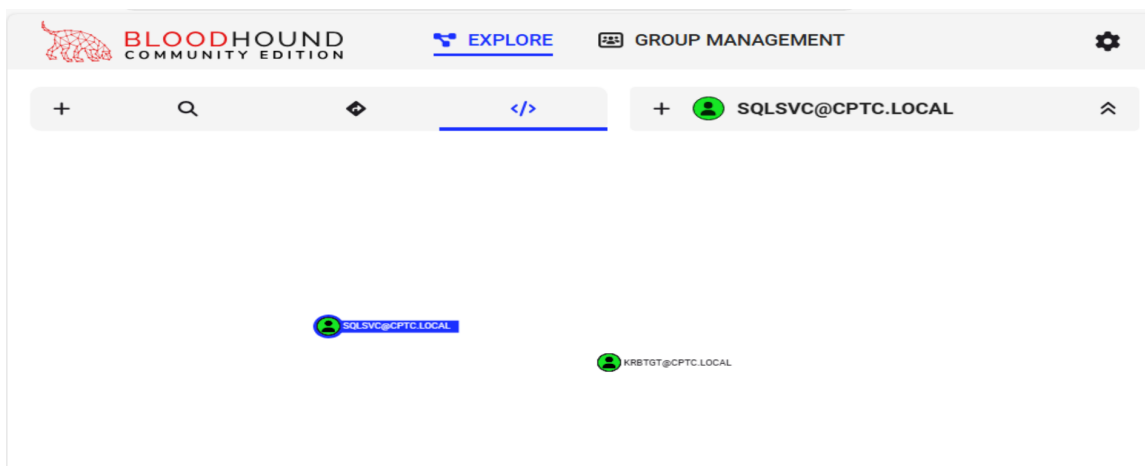 BLOODHOUND
COMMUNITY EDITION
EXPLORE
GROUP MANAGEMENT
+
</>
+ SQLSVC@CPTC.LOCAL
SQLSVC@CPTC.LOCAL
KRBTGT@CPTC.LOCAL